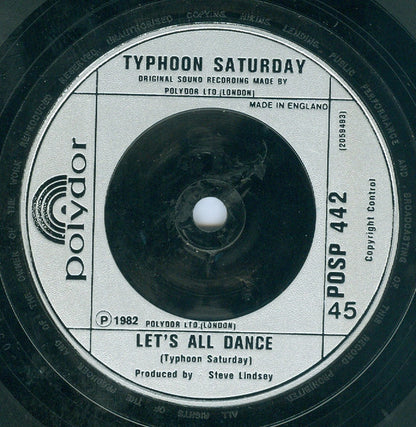 TYPHOON SATURDAY
ORIGINAL SOUND RECORDING MADE BY
POLYDOR LTD.(LONDON)
MADE IN ENGLAND
(2059493)
polydor
POSP 442
Copyright Control
45
℗ 1982 POLYDOR LTD.(LONDON)
LET'S ALL DANCE
(Typhoon Saturday)
Produced by Steve Lindsey